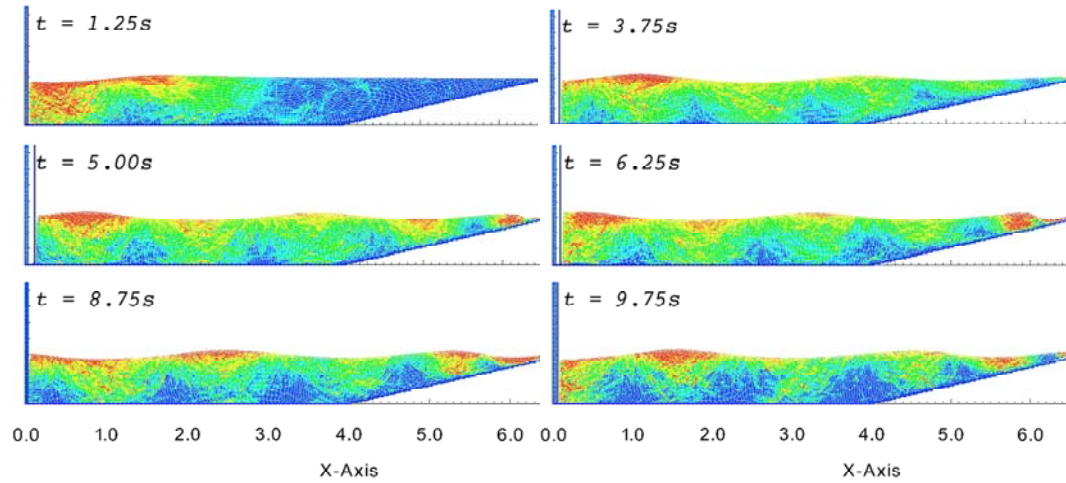 t = 1.25s
t = 3.75s
t = 5.00s
t = 6.25s
t = 8.75s
t = 9.75s
0.0 1.0 2.0 3.0 4.0 5.0 6.0
0.0 1.0 2.0 3.0 4.0 5.0 6.0
X-Axis
X-Axis